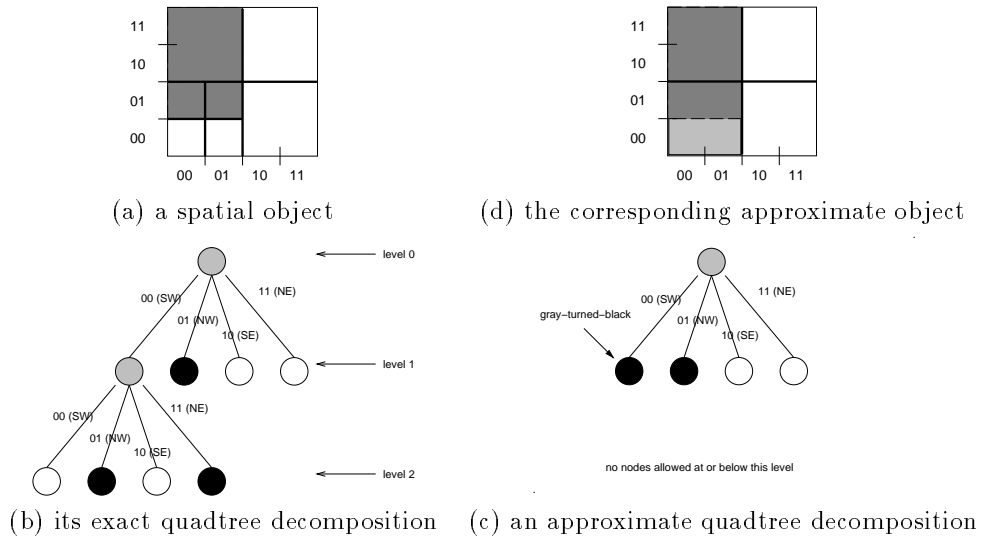 11
10
01
00
00 01 10 11
(a) a spatial object
11
10
01
00
00 01 10 11
(d) the corresponding approximate object
level 0
00 (SW)
01 (NW)
10 (SE)
11 (NE)
level 1
00 (SW)
01 (NW)
10 (SE)
11 (NE)
level 2
(b) its exact quadtree decomposition
gray-turned-black
00 (SW)
01 (NW)
10 (SE)
11 (NE)
no nodes allowed at or below this level
(c) an approximate quadtree decomposition